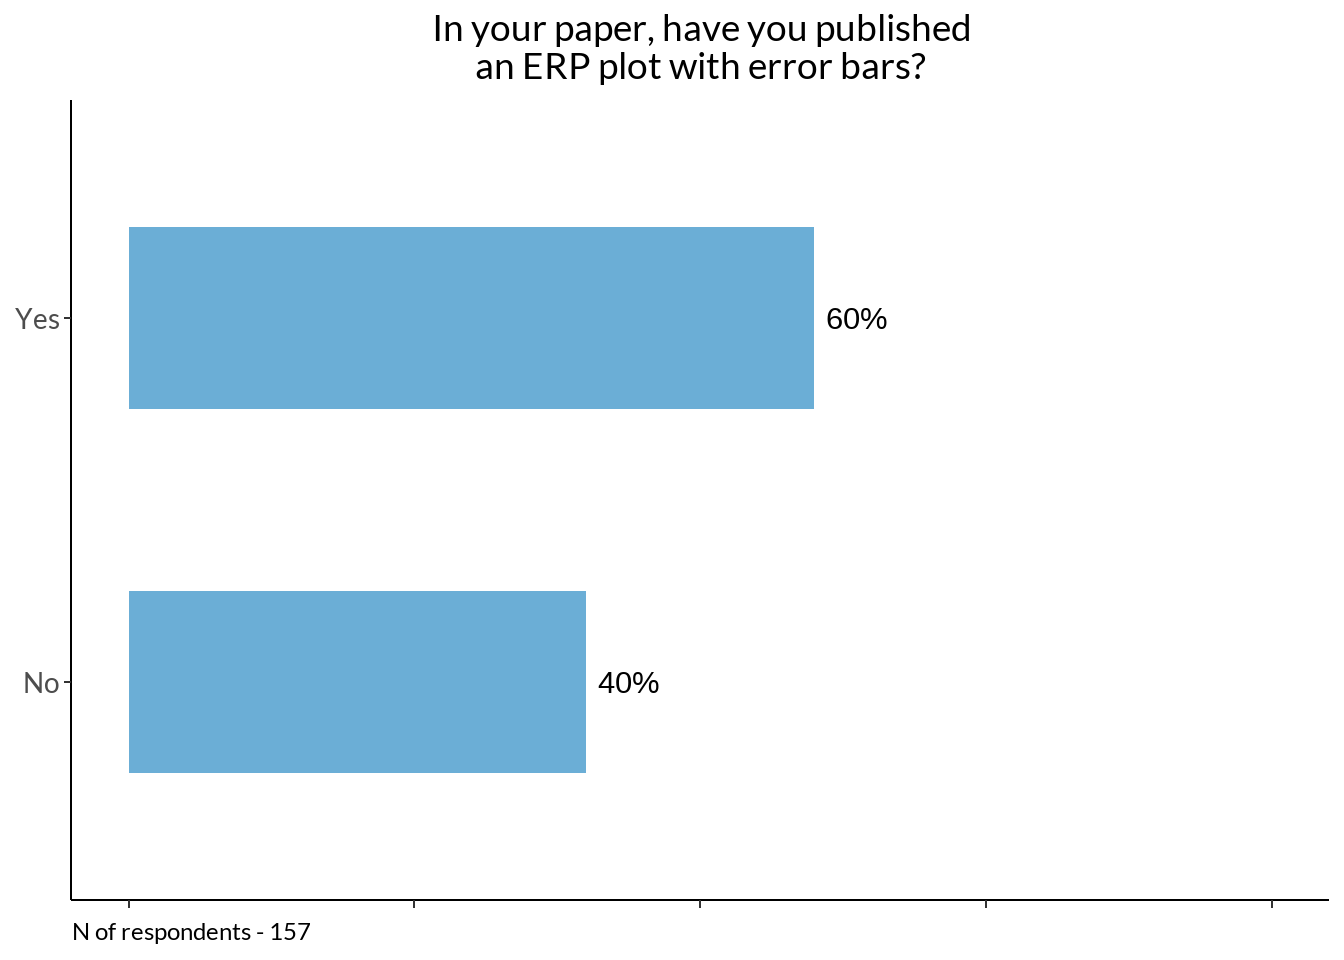 In your paper, have you published
an ERP plot with error bars?
Yes
60%
No
40%
N of respondents - 157